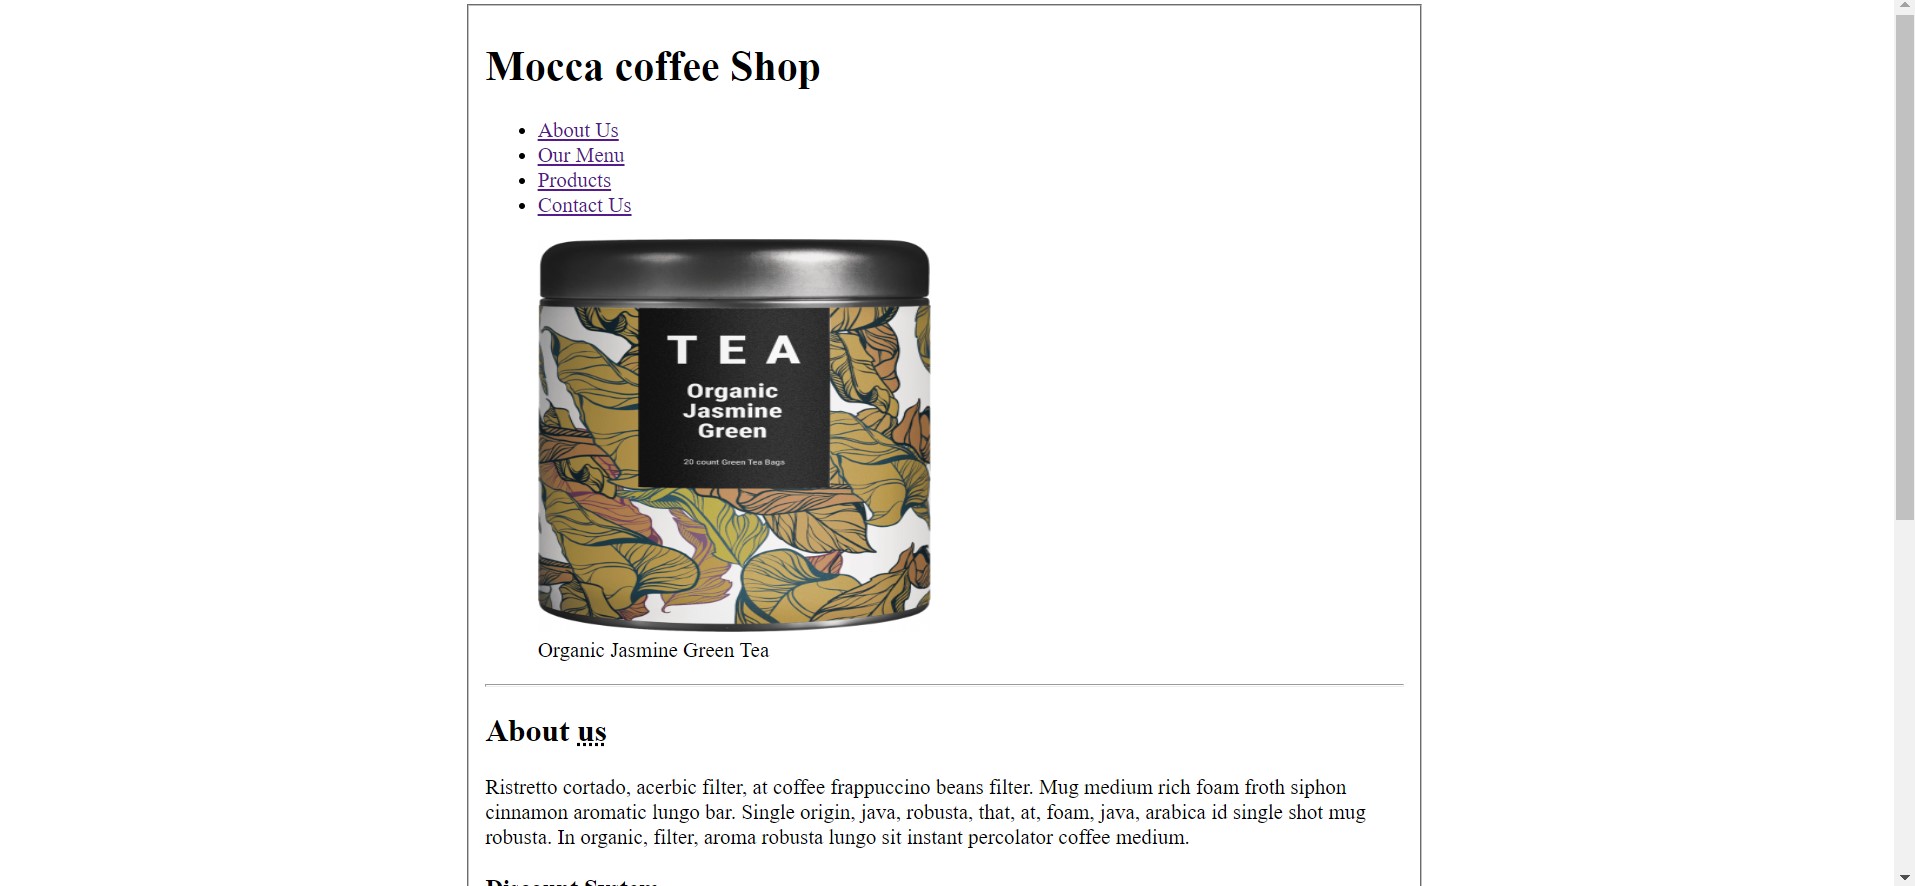 Mocca coffee Shop
About Us
Our Menu
Products
Contact Us
TEA
Organic
Jasmine
Green
20 count Green Tea Bags
Organic Jasmine Green Tea
About us
Ristretto cortado, acerbic filter, at coffee frappuccino beans filter. Mug medium rich foam froth siphon
cinnamon aromatic lungo bar. Single origin, java, robusta, that, at, foam, java, arabica id single shot mug
robusta. In organic, filter, aroma robusta lungo sit instant percolator coffee medium.
Discount System